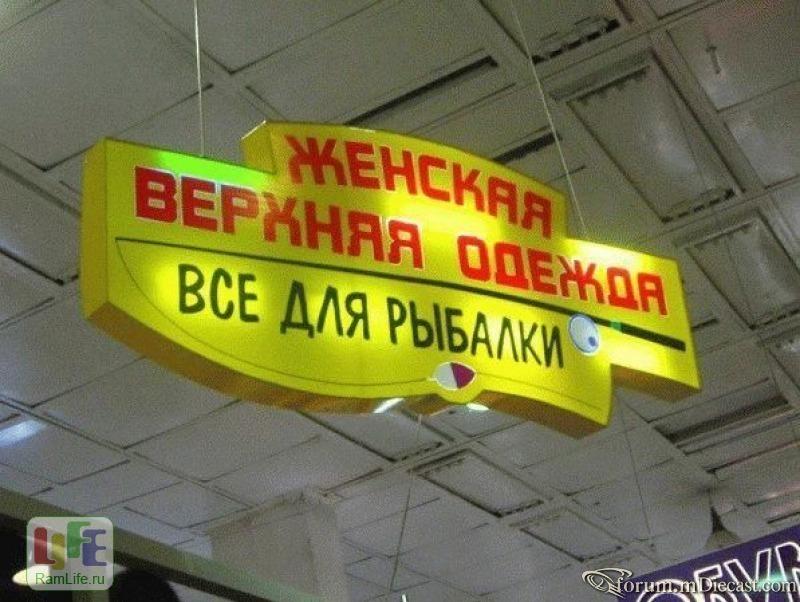 ЖЕНСКАЯ
ВЕРХНЯЯ ОДЕЖДА
ВСЕ ДЛЯ РЫБАЛКИ
LIFE
RamLife.ru
forum.mDiecast.com